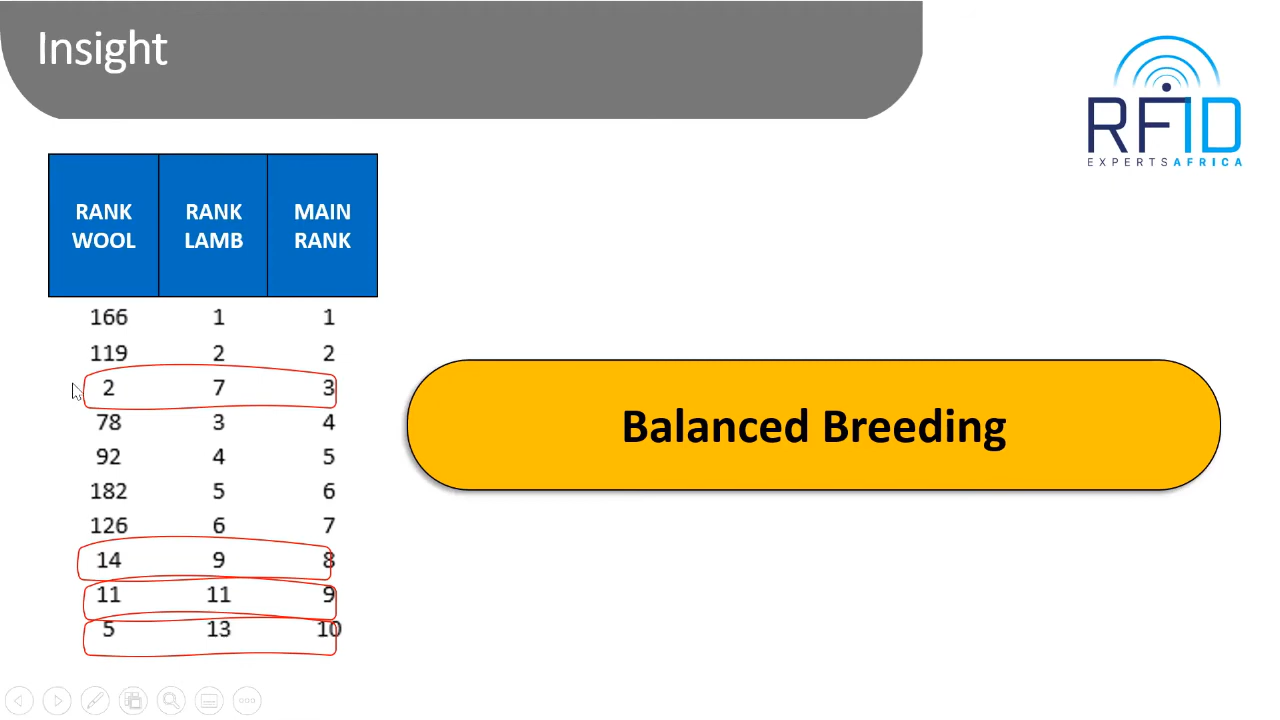 Insight
RFID
EXPERTSAFRICA
RANK WOOL RANK LAMB MAIN RANK
166 1 1
119 2 2
2 7 3
78 3 4
92 4 5
182 5 6
126 6 7
14 9 8
11 11 9
5 13 10
Balanced Breeding